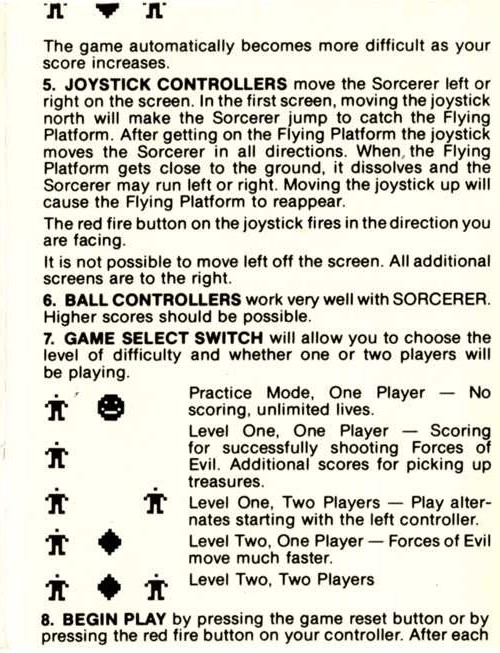 The game automatically becomes more difficult as your
score increases.
5. JOYSTICK CONTROLLERS move the Sorcerer left or
right on the screen. In the first screen, moving the joystick
north will make the Sorcerer jump to catch the Flying
Platform. After getting on the Flying Platform the joystick
moves the Sorcerer in all directions. When the Flying
Platform gets close to the ground, it dissolves and the
Sorcerer may run left or right. Moving the joystick up will
cause the Flying Platform to reappear.
The red fire button on the joystick fires in the direction you
are facing.
It is not possible to move left off the screen. All additional
screens are to the right.
6. BALL CONTROLLERS work very well with SORCERER.
Higher scores should be possible.
7. GAME SELECT SWITCH will allow you to choose the
level of difficulty and whether one or two players will
be playing.
Practice Mode, One Player — No
scoring, unlimited lives.
Level One, One Player — Scoring
for successfully shooting Forces of
Evil. Additional scores for picking up
treasures.
Level One, Two Players — Play alter-
nates starting with the left controller.
Level Two, One Player — Forces of Evil
move much faster.
Level Two, Two Players
8. BEGIN PLAY by pressing the game reset button or by
pressing the red fire button on your controller. After each